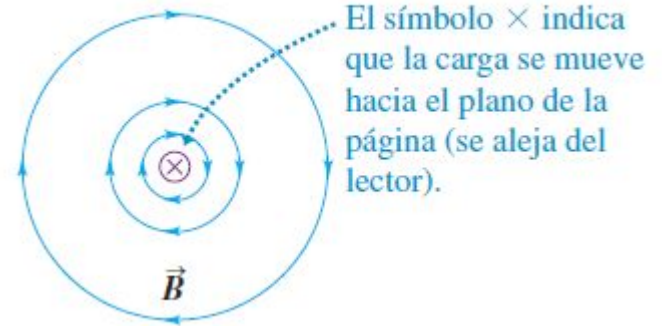 El símbolo × indica
que la carga se mueve
hacia el plano de la
página (se aleja del
lector).
B⃗